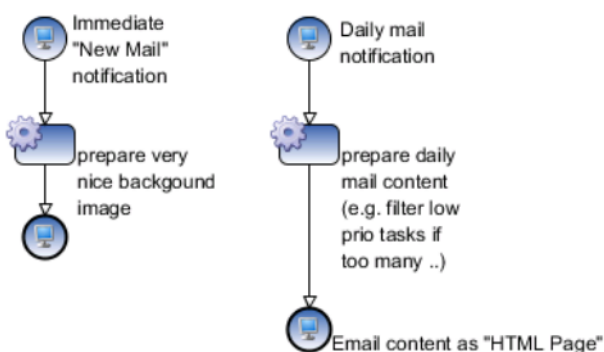 Immediate
"New Mail"
notification
prepare very
nice backgound
image
Daily mail
notification
prepare daily
mail content
(e.g. filter low
prio tasks if
too many ..)
Email content as "HTML Page"